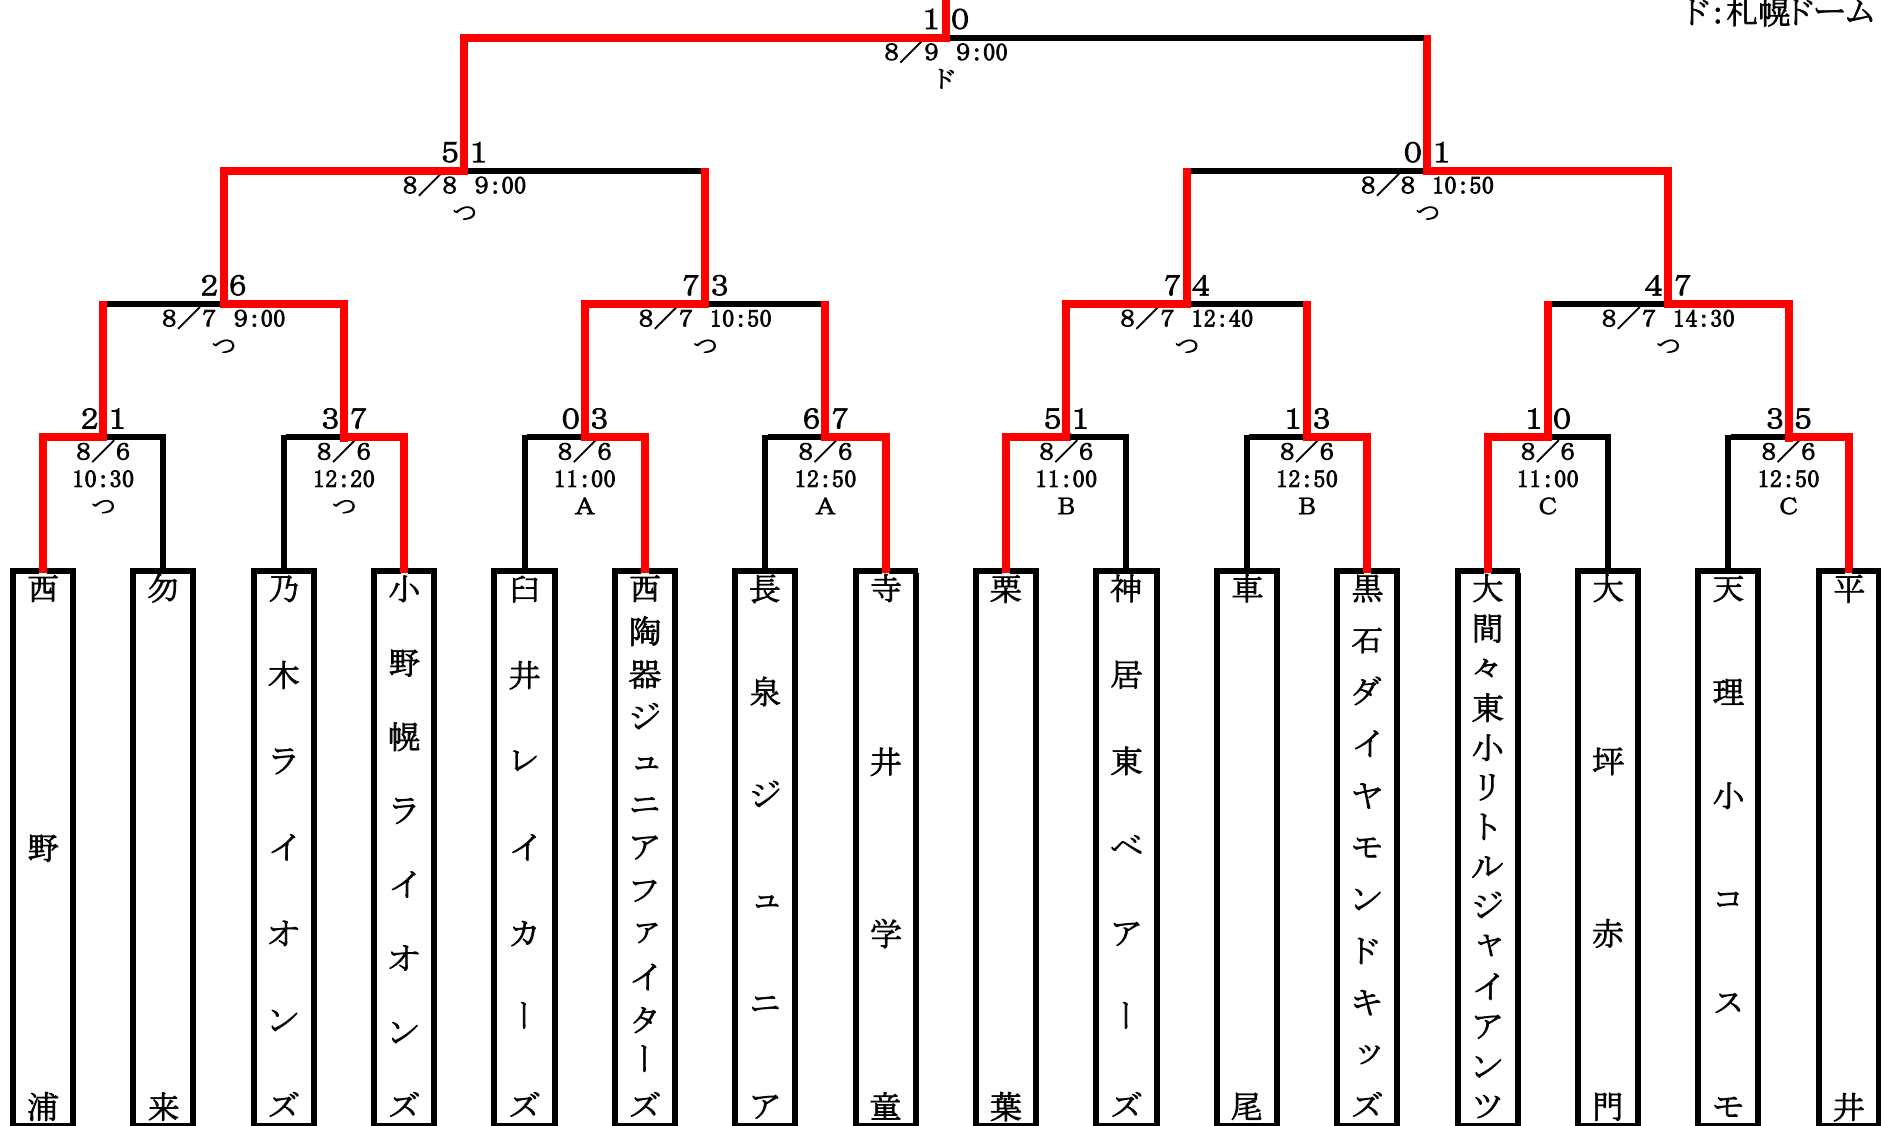 ド：札幌ドーム
1 0
8／9 9:00
ド
5 1
8／8 9:00
つ
0 1
8／8 10:50
つ
2 6
8／7 9:00
つ
7 3
8／7 10:50
つ
7 4
8／7 12:40
つ
4 7
8／7 14:30
つ
2 1
8／6
10:30
つ
3 7
8／6
12:20
つ
0 3
8／6
11:00
A
6 7
8／6
12:50
A
5 1
8／6
11:00
B
1 3
8／6
12:50
B
1 0
8／6
11:00
C
3 5
8／6
12:50
C
西野浦
勿来
乃木ライオンズ
小野幌ライオンズ
臼井レイカーズ
西陶器ジュニアファイターズ
長泉ジュニア
寺井学童
栗葉
神居東ベアーズ
車尾
黒石ダイヤモンドキッズ
大間々東小リトルジャイアンツ
大坪赤門
天理小コスモ
平井